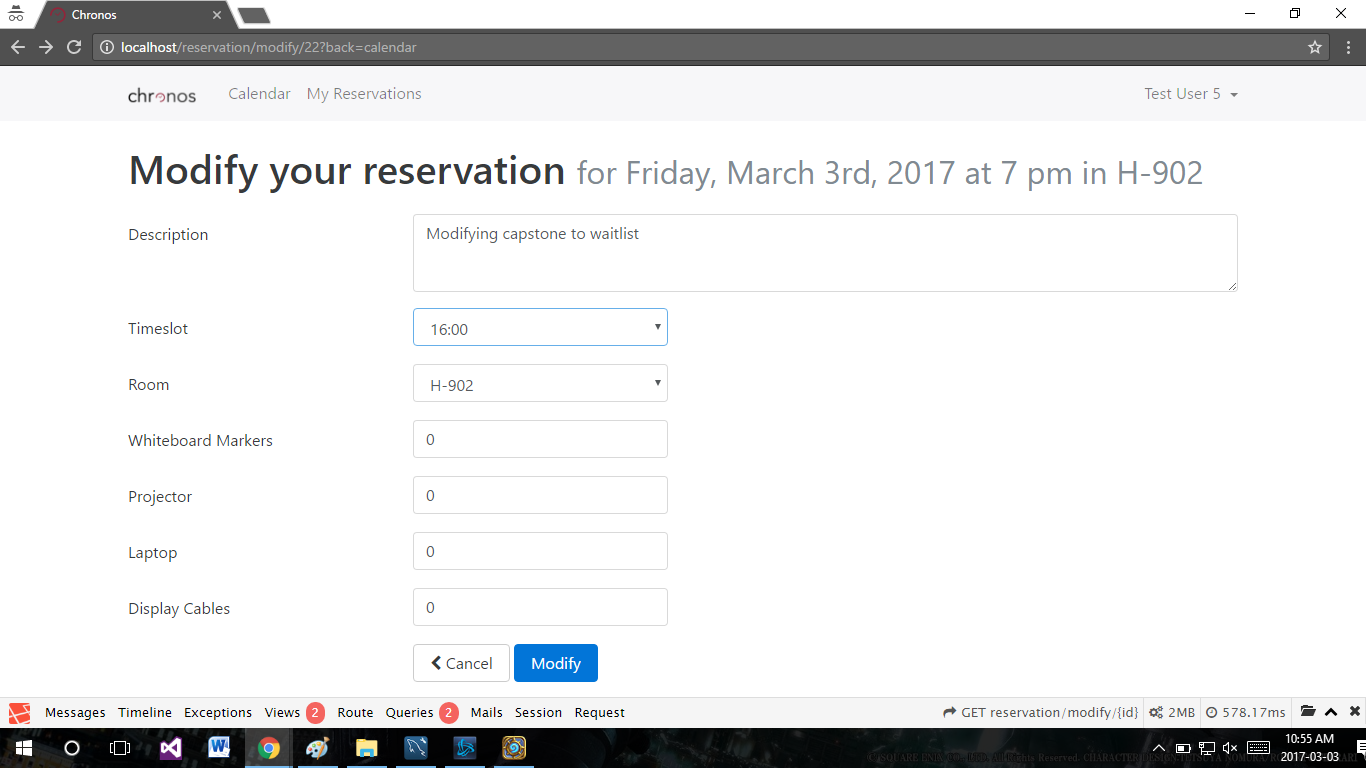 Chronos
localhost/reservation/modify/22?back=calendar
chronos Calendar My Reservations Test User 5
Modify your reservation for Friday, March 3rd, 2017 at 7 pm in H-902
Description Modifying capstone to waitlist
Timeslot 16:00
Room H-902
Whiteboard Markers 0
Projector 0
Laptop 0
Display Cables 0
Cancel Modify
Messages Timeline Exceptions Views 2 Route Queries 2 Mails Session Request GET reservation/modify/{id} 2MB 578.17ms
10:55 AM
2017-03-03